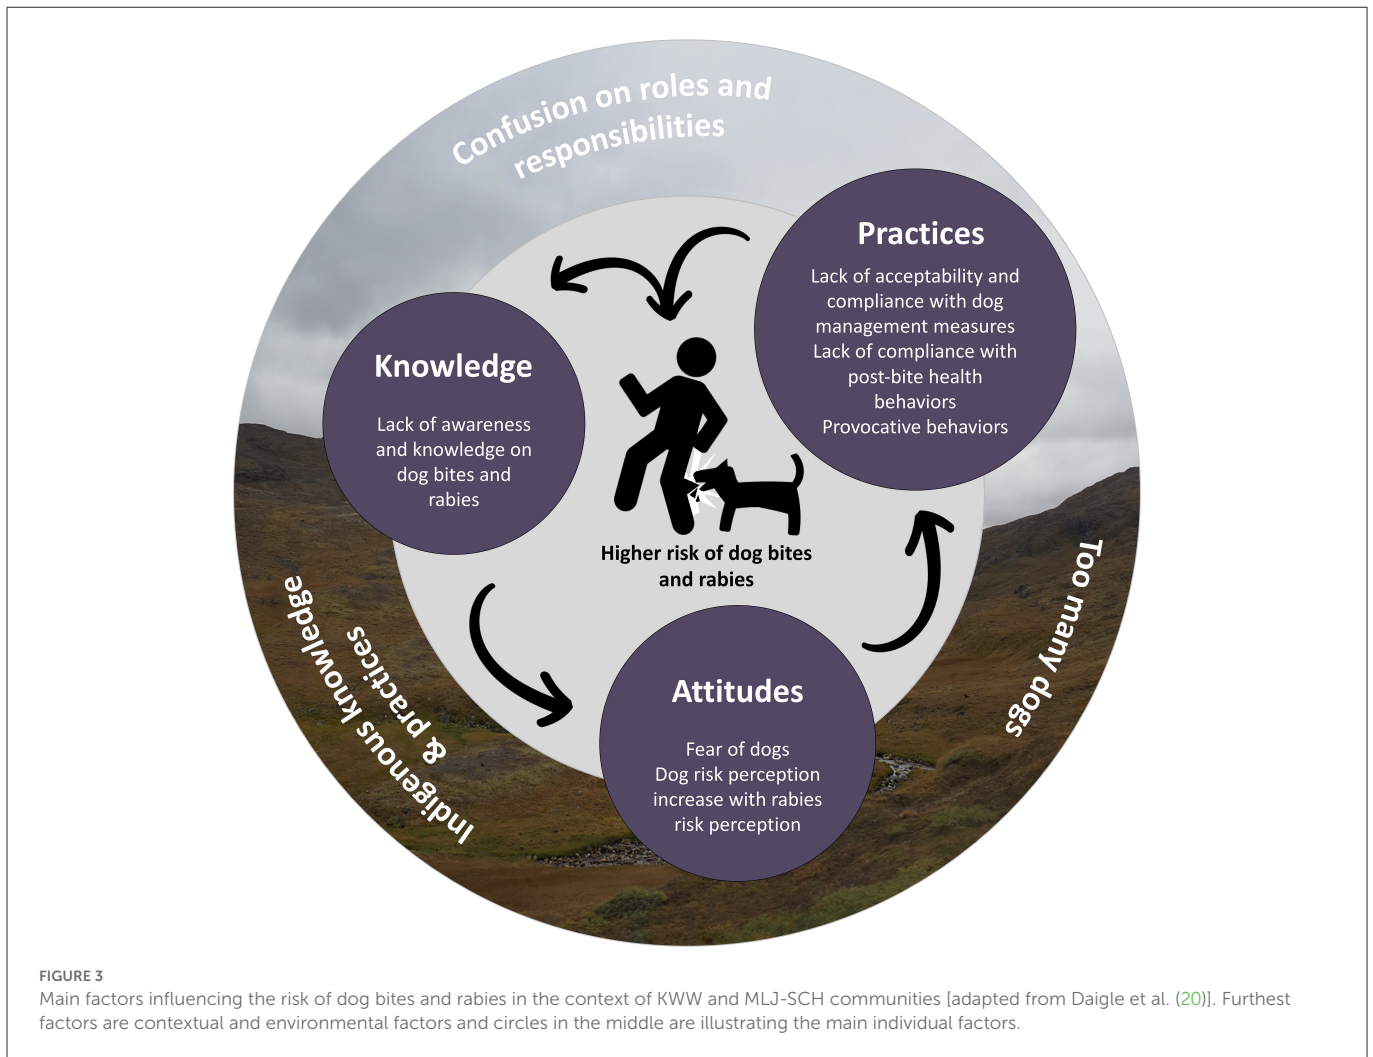 Confusion on roles and
responsibilities
Practices
Lack of acceptability and
compliance with dog
management measures
Lack of compliance with
post-bite health
behaviors
Provocative behaviors
Knowledge
Lack of awareness
and knowledge on
dog bites and
rabies
Higher risk of dog bites
and rabies
Attitudes
Fear of dogs
Dog risk perception
increase with rabies
risk perception
Indigenous knowledge
& practices
Too many dogs
FIGURE 3
Main factors influencing the risk of dog bites and rabies in the context of KWW and MLJ-SCH communities [adapted from Daigle et al. (20)]. Furthest
factors are contextual and environmental factors and circles in the middle are illustrating the main individual factors.